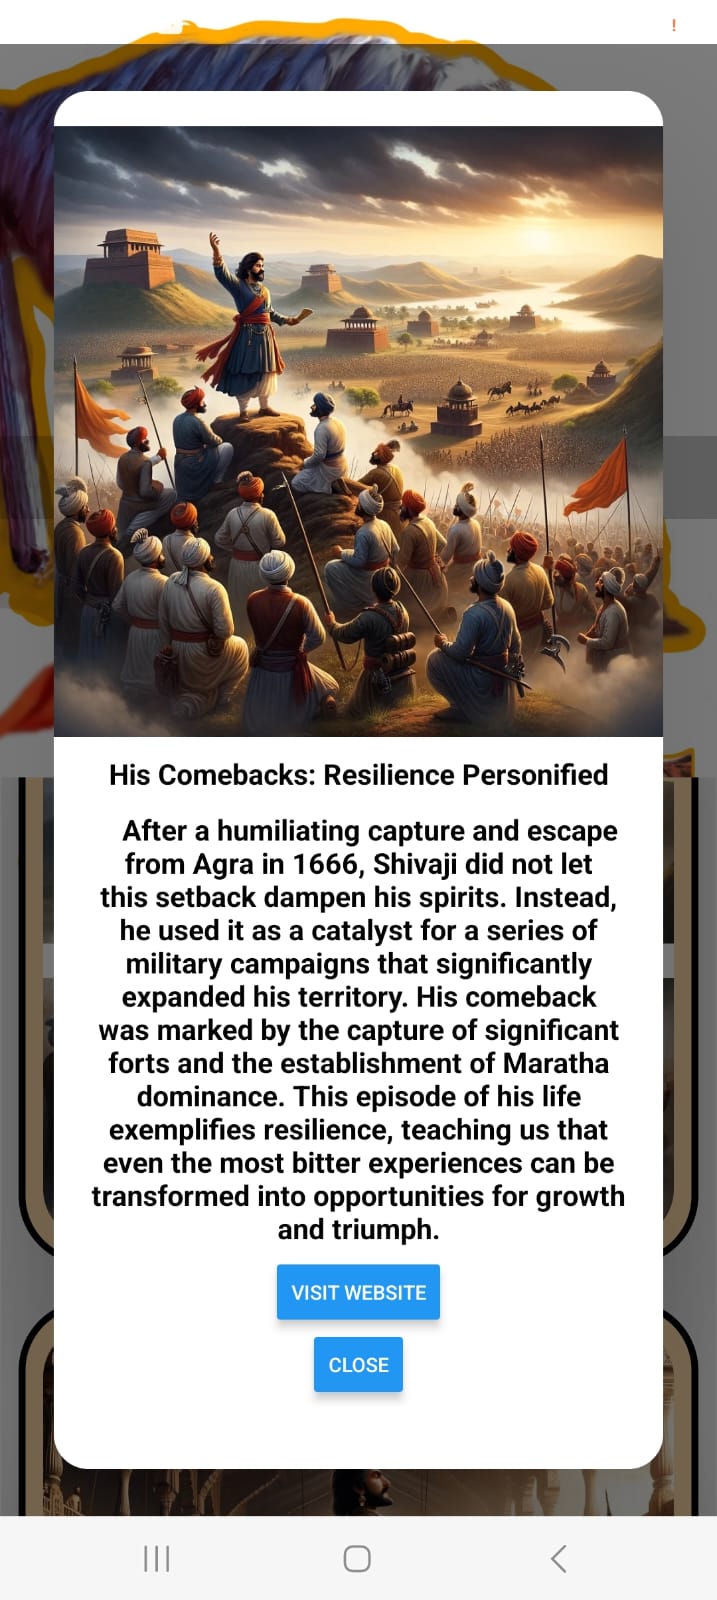 !
His Comebacks: Resilience Personified
After a humiliating capture and escape
from Agra in 1666, Shivaji did not let
this setback dampen his spirits. Instead,
he used it as a catalyst for a series of
military campaigns that significantly
expanded his territory. His comeback
was marked by the capture of significant
forts and the establishment of Maratha
dominance. This episode of his life
exemplifies resilience, teaching us that
even the most bitter experiences can be
transformed into opportunities for growth
and triumph.
VISIT WEBSITE
CLOSE